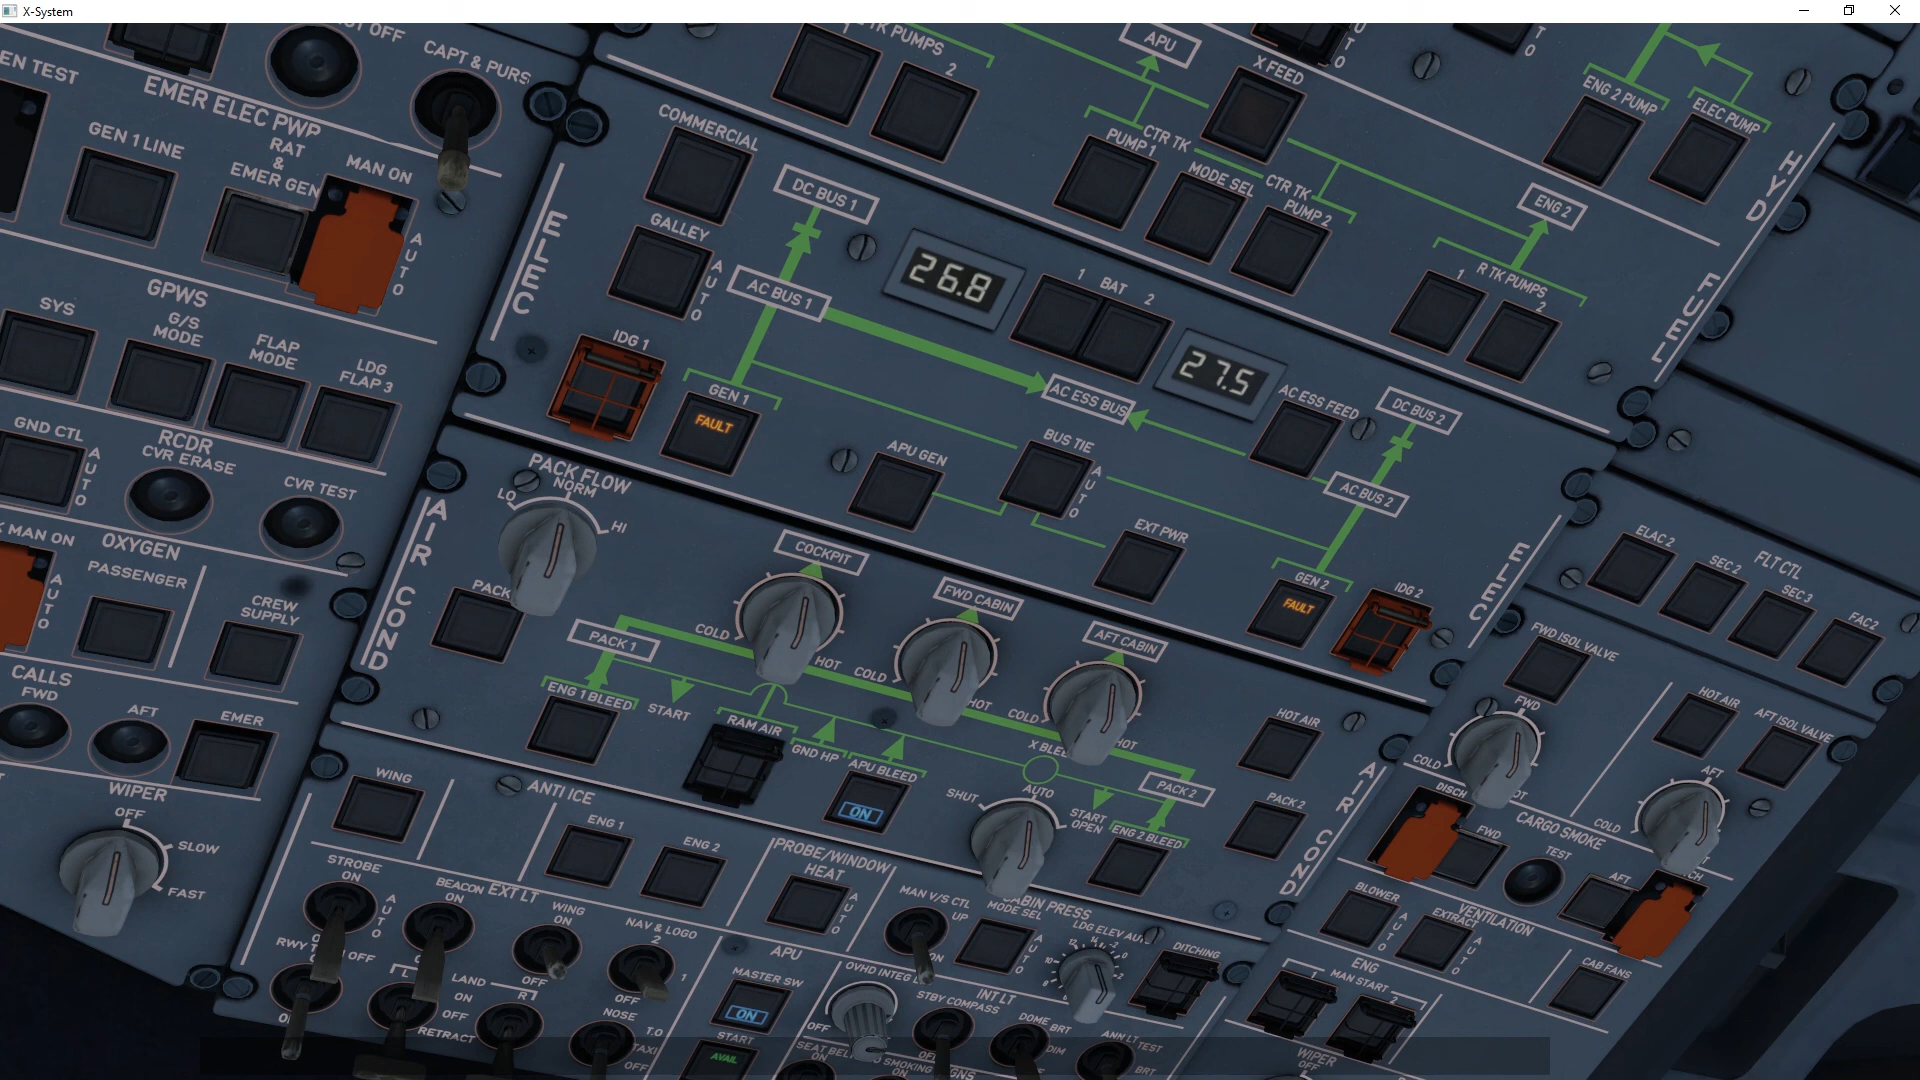 X-System
CAPT & PURS
EMER ELEC PWP
GEN 1 LINE
RAT
&
EMER GEN
MAN ON
AUTO
GPWS
SYS
G/S
MODE
FLAP
MODE
LDG
FLAP 3
GND CTL
AUTO
RCDR
CVR ERASE
CVR TEST
MAN ON
AUTO
OXYGEN
PASSENGER
CREW
SUPPLY
CALLS
FWD
AFT
EMER
WIPER
OFF
SLOW
FAST
TK PUMPS
2
APU
X FEED
PUMP 1
CTR TK
MODE SEL
CTR TK
PUMP 2
ENG 2
R TK PUMPS
1
2
FUEL
ENG 2 PUMP
ELEC PUMP
HYD
ELEC
COMMERCIAL
GALLEY
AUTO
DC BUS 1
AC BUS 1
26.8
1 BAT 2
27.5
IDG 1
GEN 1
FAULT
AC ESS BUS
AC ESS FEED
DC BUS 2
AC BUS 2
APU GEN
BUS TIE
AUTO
EXT PWR
GEN 2
FAULT
IDG 2
ELEC
AIR COND
PACK FLOW
LO
NORM
HI
PACK
COCKPIT
FWD CABIN
AFT CABIN
COLD
HOT
COLD
HOT
COLD
HOT
PACK 1
ENG 1 BLEED
START
RAM AIR
GND HP
APU BLEED
ON
X BLEE
SHUT
AUTO
OPEN
START
PACK 2
ENG 2 BLEED
HOT AIR
PACK 2
AIR COND
ELAC 2
SEC 2
FLT CTL
SEC 3
FAC 2
FWD ISOL VALVE
FWD
COLD
HOT AIR
AFT ISOL VALVE
AFT
COLD
CARGO SMOKE
DISCH
FWD
TEST
AFT
VENTILATION
BLOWER
AUTO
EXTRACT
AUTO
CAB FANS
ENG
1 MAN START 2
WIPER
OFF
ANTI ICE
WING
ENG 1
ENG 2
PROBE/WINDOW
HEAT
AUTO
CABIN PRESS
MAN V/S CTL
UP
MODE SEL
LDG ELEV AUTO
DITCHING
EXT LT
STROBE
ON
AUTO
BEACON
ON
WING
ON
OFF
NAV & LOGO
2
1
OFF
LAND
L
R
ON
OFF
RETRACT
NOSE
T.O
TAXI
OFF
APU
MASTER SW
ON
START
AVAIL
OVHD INTEG
OFF
INT LT
STBY COMPASS
DOME
BRT
DIM
ANN LT
TEST
BRT
SEAT BEL
ON